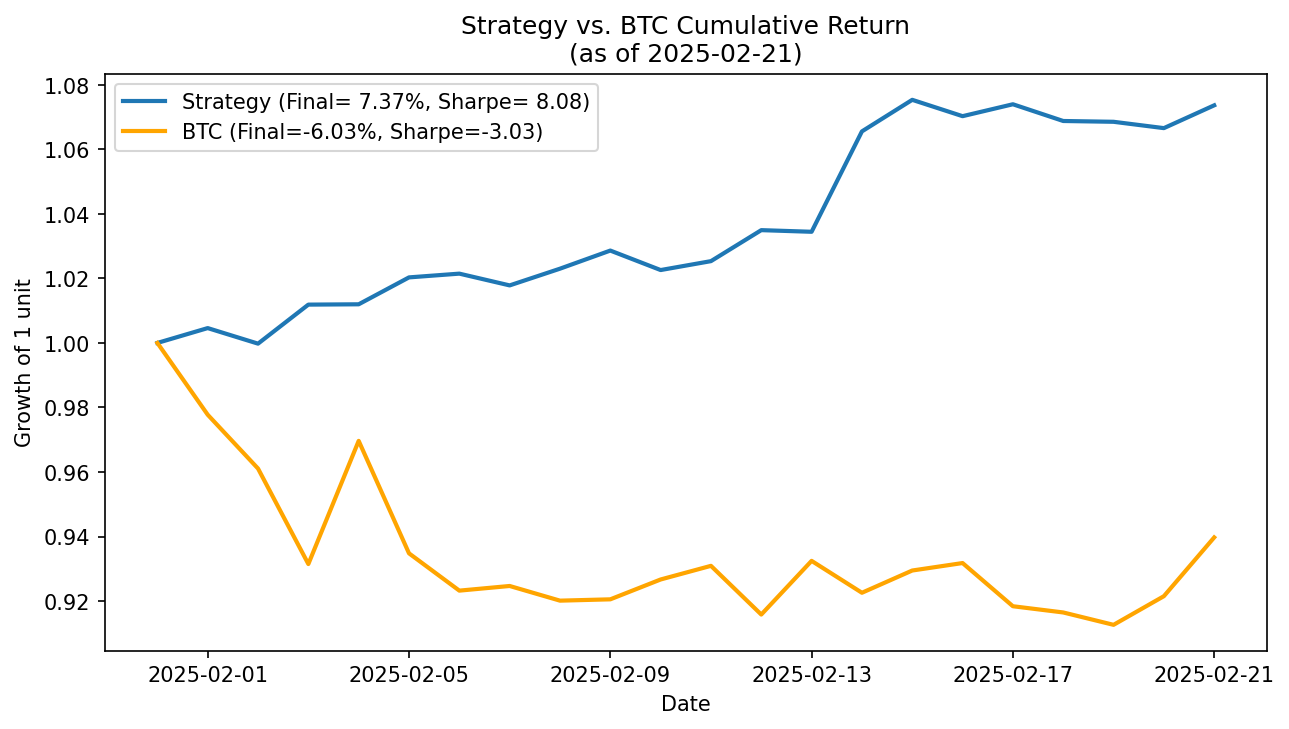 Strategy vs. BTC Cumulative Return
(as of 2025-02-21)
Strategy (Final= 7.37%, Sharpe= 8.08)
BTC (Final=-6.03%, Sharpe=-3.03)
Growth of 1 unit
1.08
1.06
1.04
1.02
1.00
0.98
0.96
0.94
0.92
2025-02-01
2025-02-05
2025-02-09
2025-02-13
2025-02-17
2025-02-21
Date